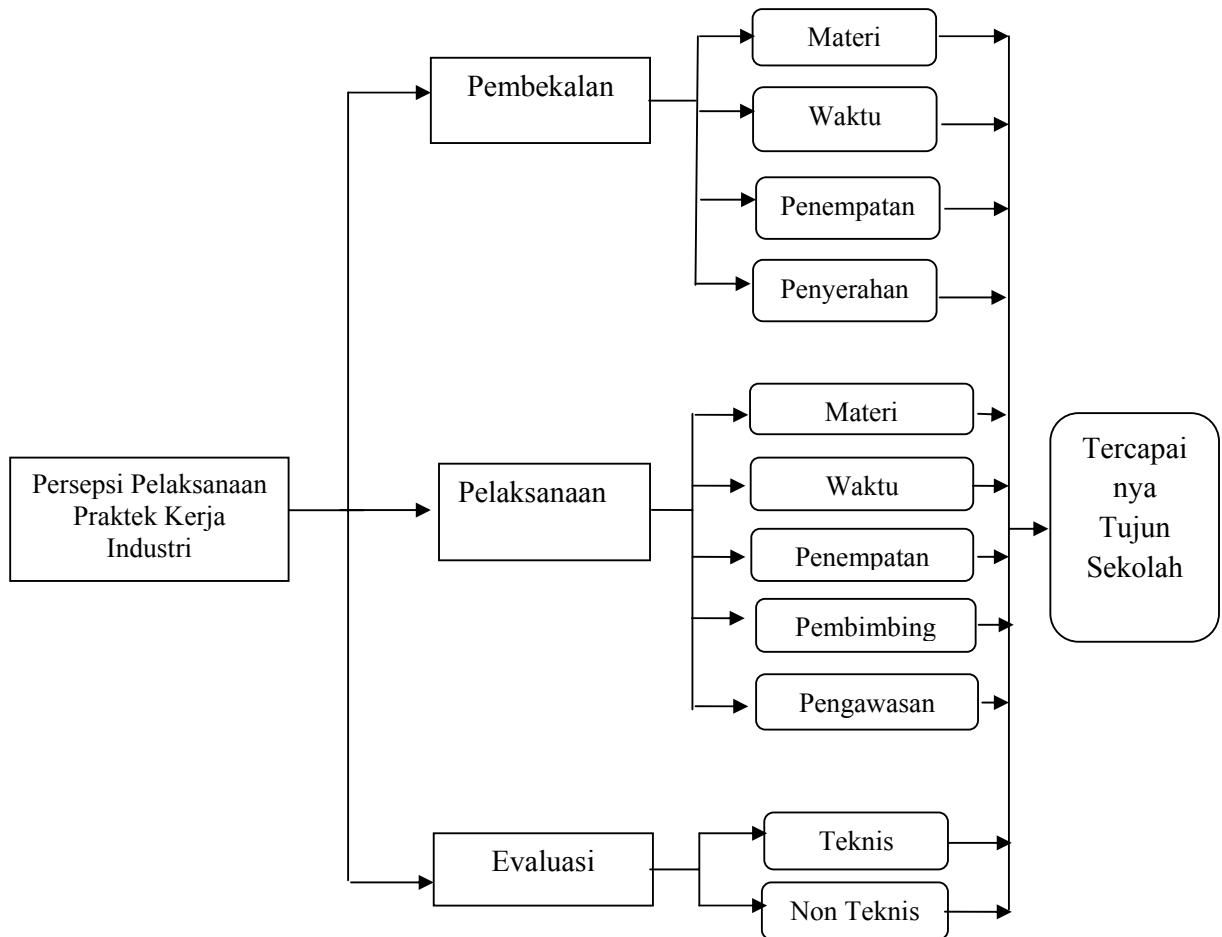 Materi
Pembekalan
Waktu
Penempatan
Penyerahan
Persepsi Pelaksanaan
Praktek Kerja
Industri
Pelaksanaan
Materi
Waktu
Penempatan
Pembimbing
Pengawasan
Tercapai
nya
Tujun
Sekolah
Evaluasi
Teknis
Non Teknis